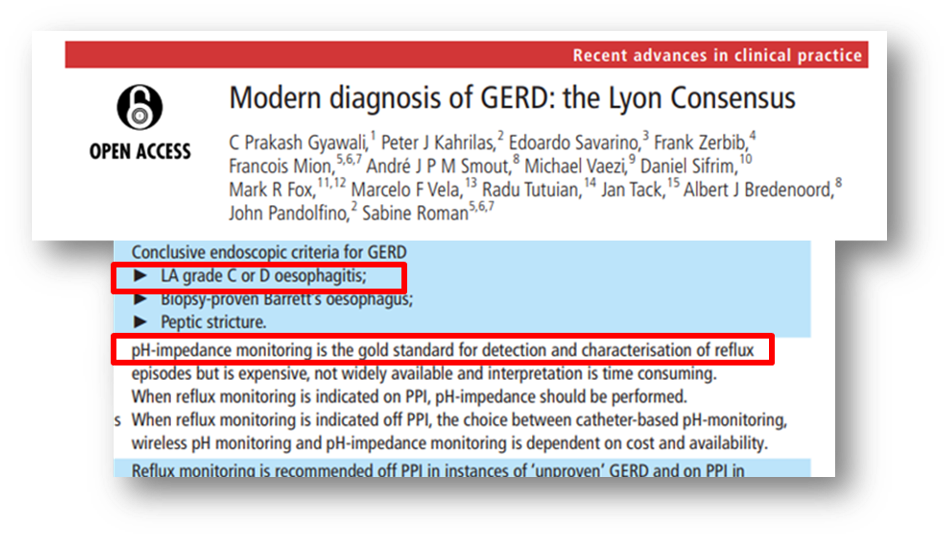 Recent advances in clinical practice
OPEN ACCESS
Modern diagnosis of GERD: the Lyon Consensus
C Prakash Gyawali,1 Peter J Kahrilas,2 Edoardo Savarino,3 Frank Zerbib,4
Francois Mion,5,6,7 André J P M Smout,8 Michael Vaezi,9 Daniel Sifrim,10
Mark R Fox,11,12 Marcelo F Vela,13 Radu Tutuian,14 Jan Tack,15 Albert J Bredenoord,8
John Pandolfino,2 Sabine Roman5,6,7
Conclusive endoscopic criteria for GERD
► LA grade C or D oesophagitis;
► Biopsy-proven Barrett's oesophagus;
► Peptic stricture.
pH-impedance monitoring is the gold standard for detection and characterisation of reflux
episodes but is expensive, not widely available and interpretation is time consuming.
When reflux monitoring is indicated on PPI, pH-impedance should be performed.
s When reflux monitoring is indicated off PPI, the choice between catheter-based pH-monitoring,
wireless pH monitoring and pH-impedance monitoring is dependent on cost and availability.
Reflux monitoring is recommended off PPI in instances of 'unproven' GERD and on PPI in